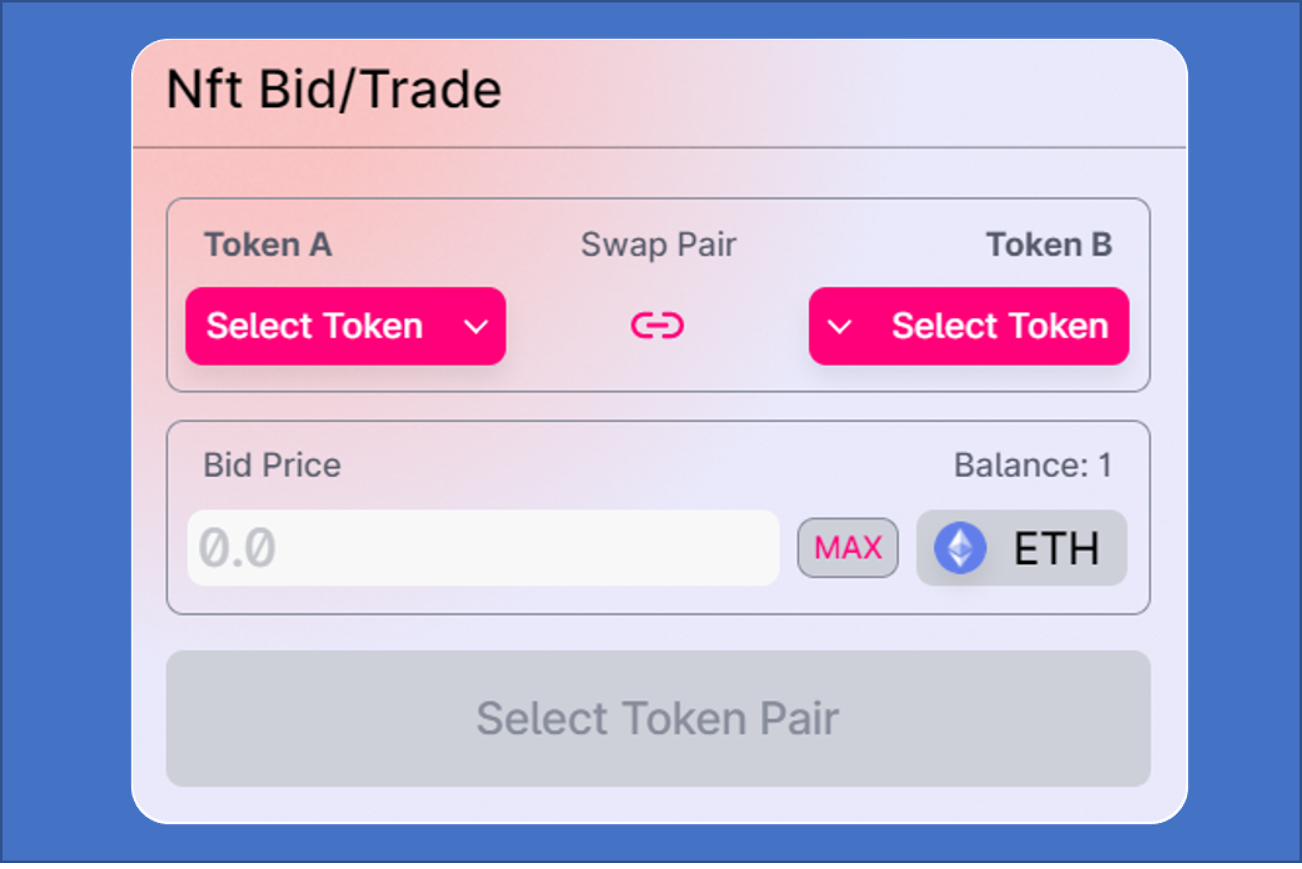 Nft Bid/Trade
Token A Swap Pair Token B
Select Token Select Token
Bid Price Balance: 1
0.0 MAX ETH
Select Token Pair